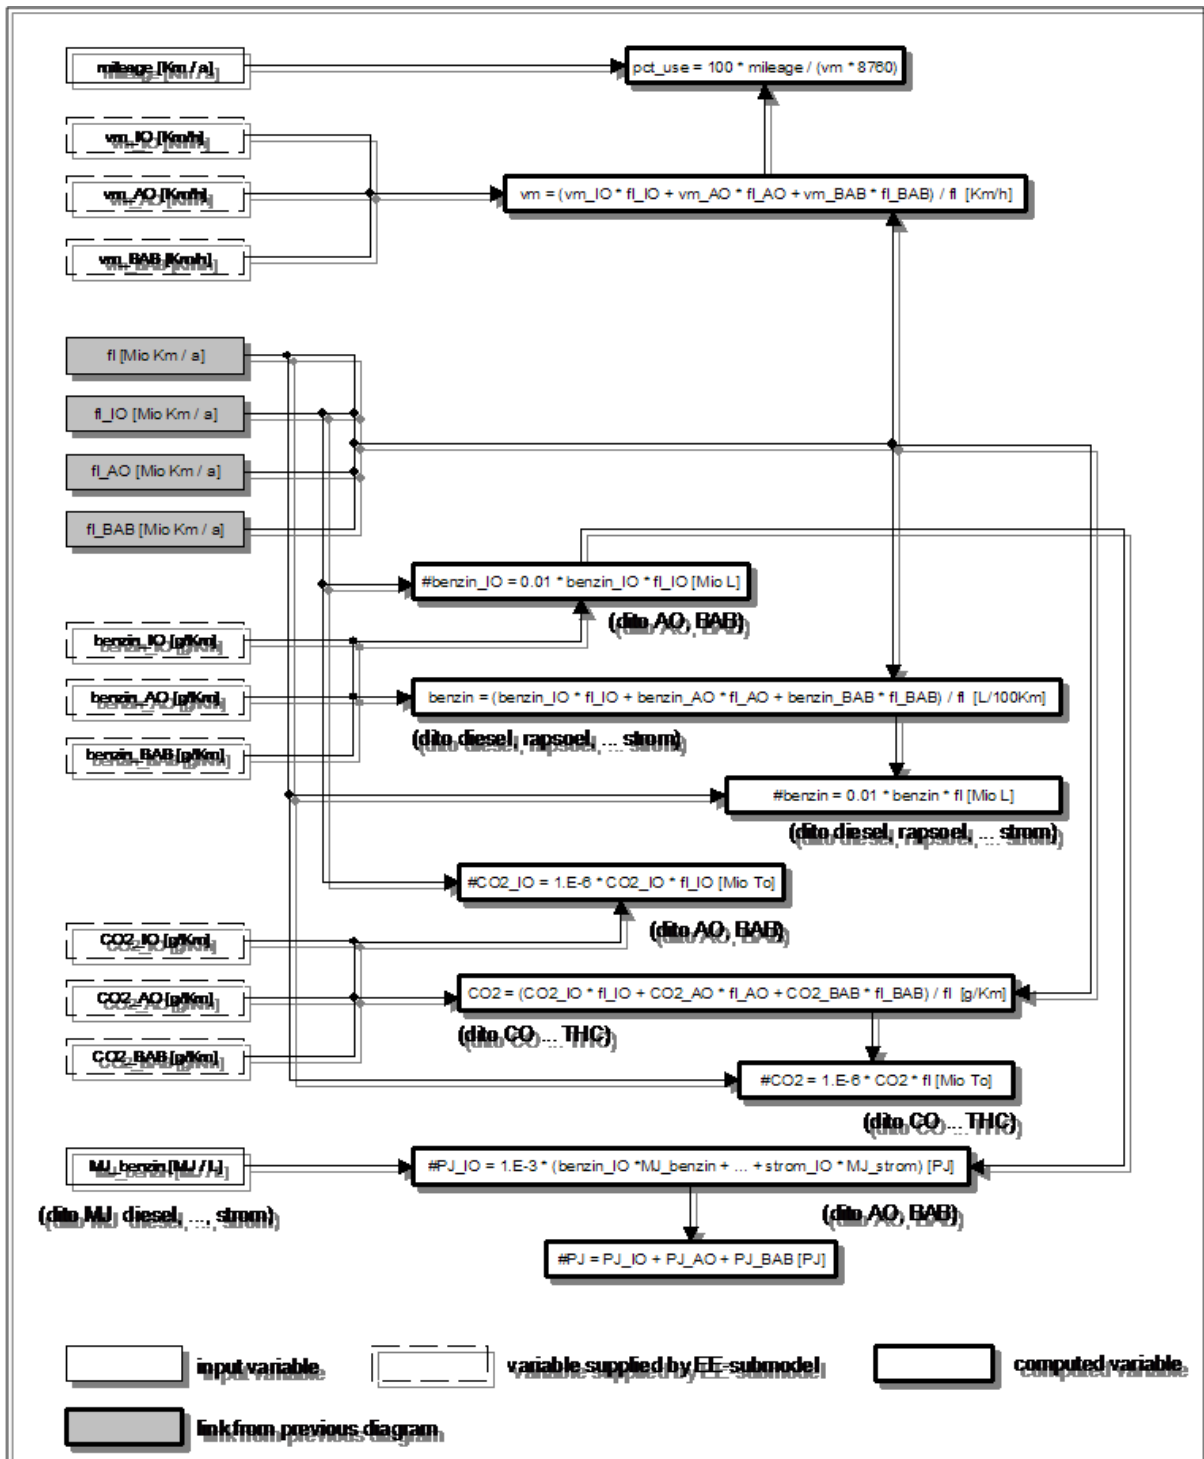 mileage [Km / a]
pct_use = 100 * mileage / (vm * 8760)
vm_IO [Km/h]
vm_AO [Km/h]
vm = (vm_IO * fl_IO + vm_AO * fl_AO + vm_BAB * fl_BAB) / fl [Km/h]
vm_BAB [Km/h]
fl [Mio Km / a]
fl_IO [Mio Km / a]
fl_AO [Mio Km / a]
fl_BAB [Mio Km / a]
#benzin_IO = 0.01 * benzin_IO * fl_IO [Mio L]
(dito AO, BAB)
benzin_IO [g/Km]
benzin_AO [g/Km]
benzin = (benzin_IO * fl_IO + benzin_AO * fl_AO + benzin_BAB * fl_BAB) / fl [L/100Km]
(dito diesel, rapsoel, ... strom)
benzin_BAB [g/Km]
#benzin = 0.01 * benzin * fl [Mio L]
(dito diesel, rapsoel, ... strom)
#CO2_IO = 1.E-6 * CO2_IO * fl_IO [Mio To]
(dito AO, BAB)
CO2_IO [g/Km]
CO2_AO [g/Km]
CO2 = (CO2_IO * fl_IO + CO2_AO * fl_AO + CO2_BAB * fl_BAB) / fl [g/Km]
(dito CO ... THC)
CO2_BAB [g/Km]
#CO2 = 1.E-6 * CO2 * fl [Mio To]
(dito CO ... THC)
MJ_benzin [MJ / L]
#PJ_IO = 1.E-3 * (benzin_IO *MJ_benzin + ... + strom_IO * MJ_strom) [PJ]
(dito MJ_diesel, ..., strom)
(dito AO, BAB)
#PJ = PJ_IO + PJ_AO + PJ_BAB [PJ]
input variable
variable supplied by EE-submodel
computed variable
link from previous diagram